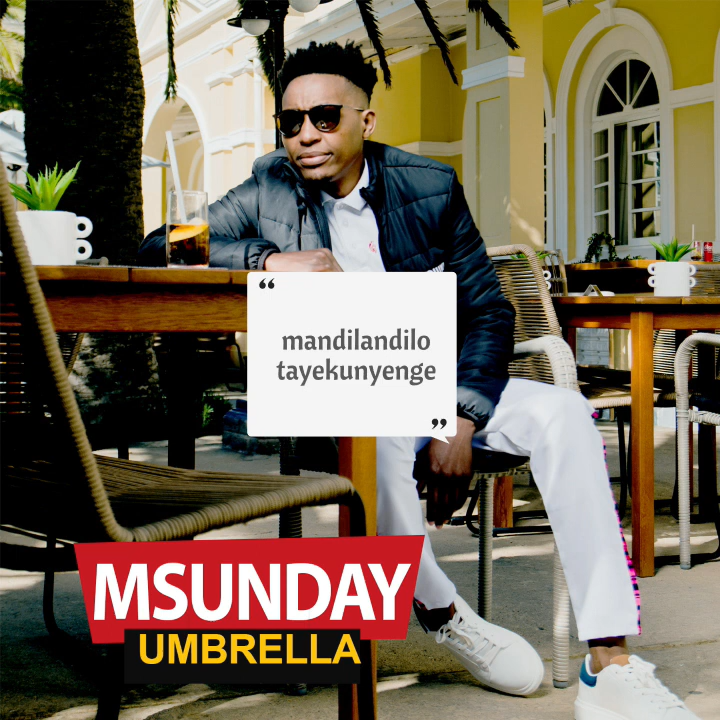 ❝
mandilandilo
tayekunyenge
❞
MSUNDAY
UMBRELLA